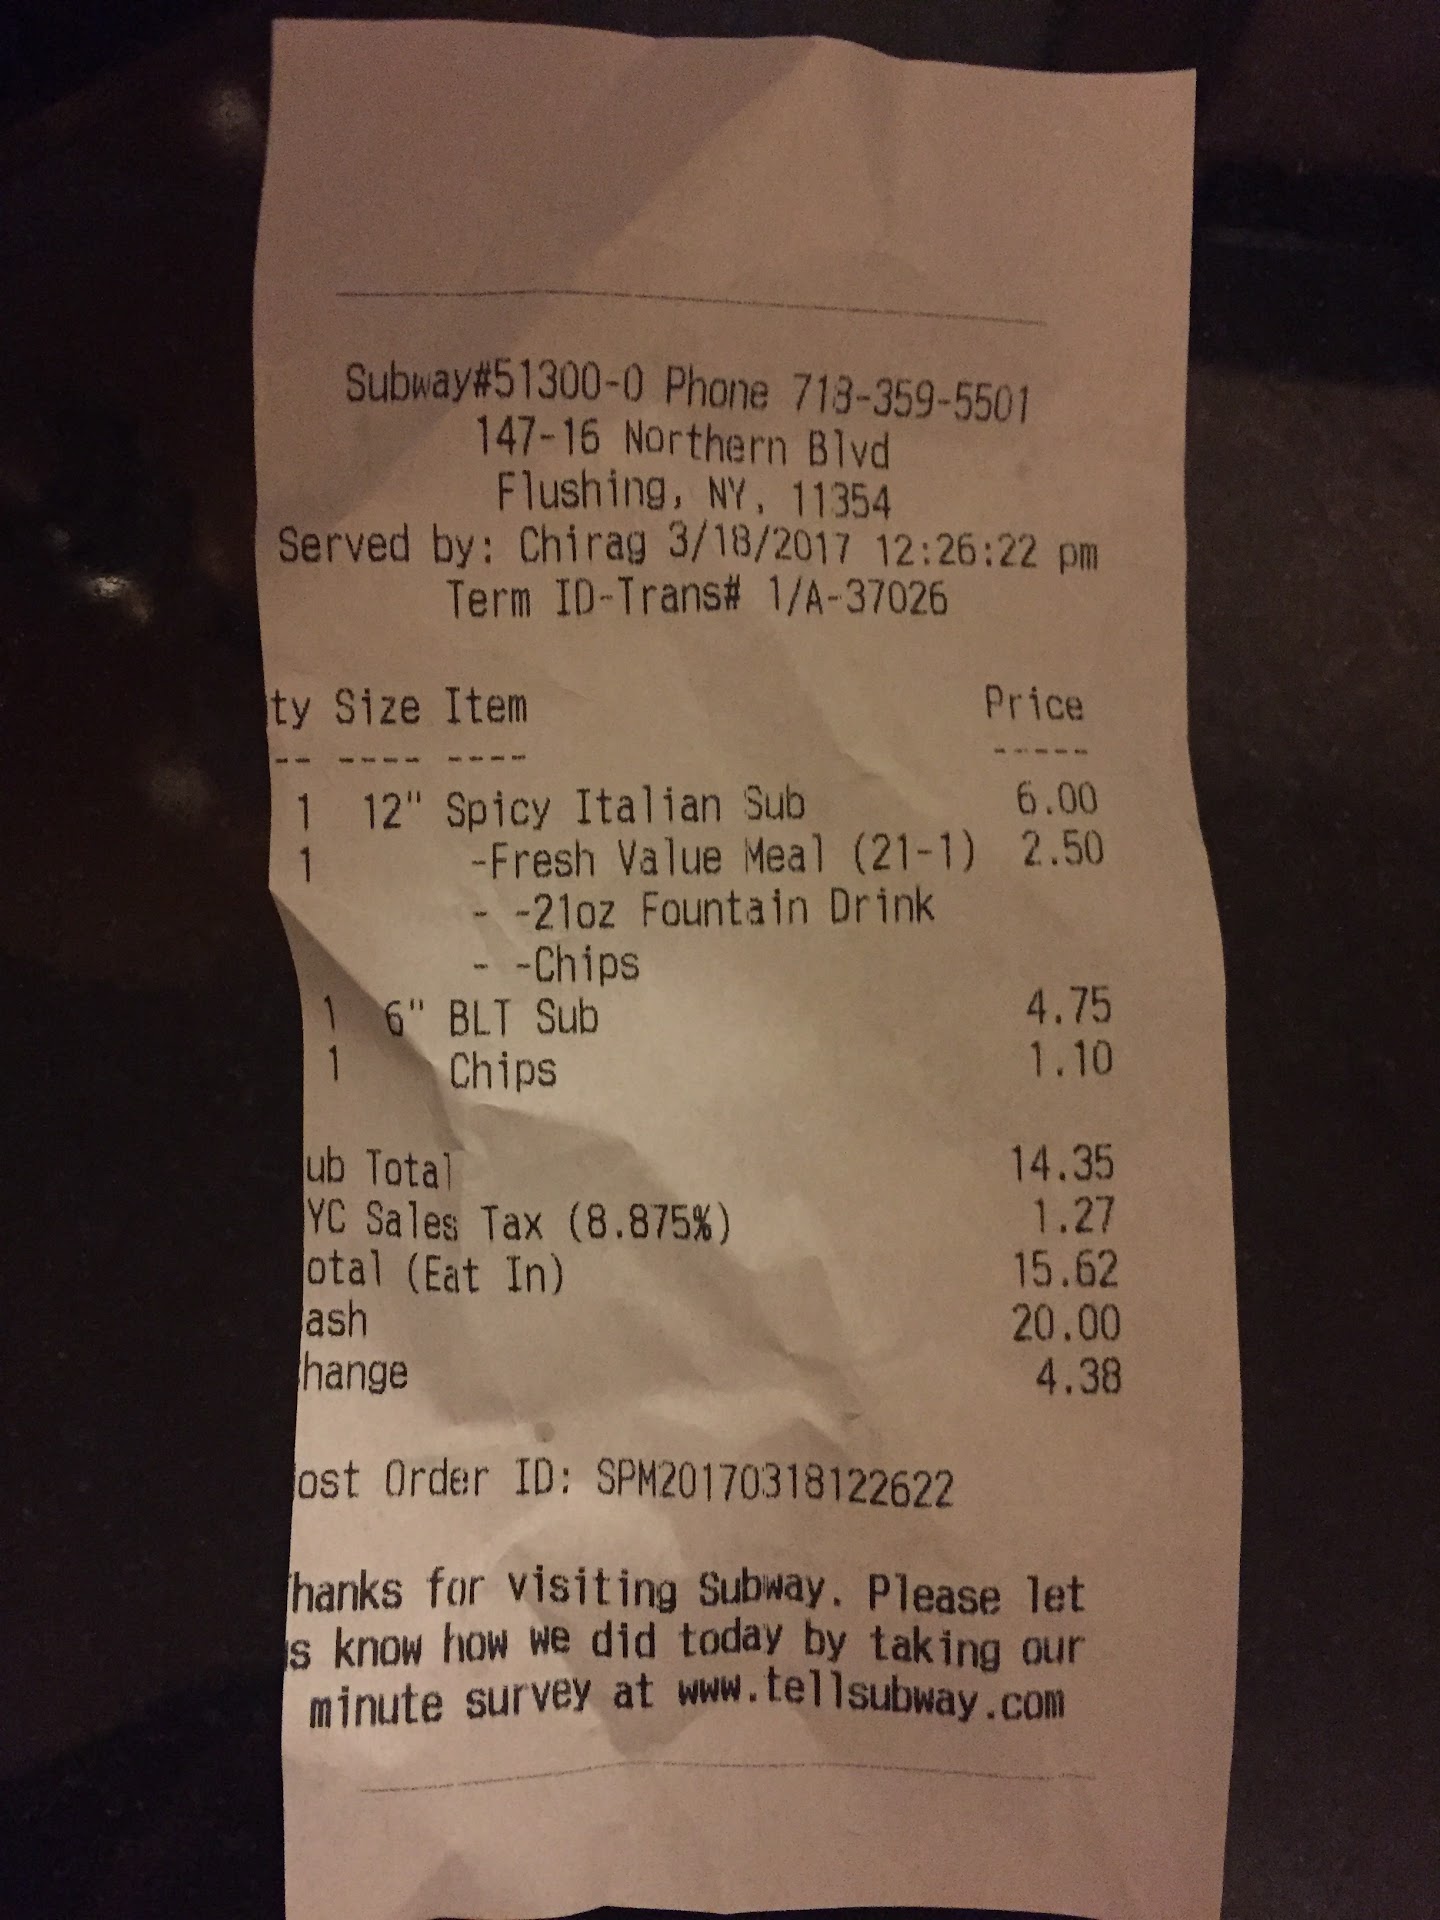 Subway#51300-0 Phone 718-359-5501
147-16 Northern Blvd
Flushing, NY, 11354
Served by: Chirag 3/18/2017 12:26:22 pm
Term ID-Trans# 1/A-37026
ty Size Item Price
-- ---- ---- -----
1 12" Spicy Italian Sub 6.00
1 -Fresh Value Meal (21-1) 2.50
- -21oz Fountain Drink
- -Chips
1 6" BLT Sub 4.75
1 Chips 1.10
ub Total 14.35
YC Sales Tax (8.875%) 1.27
otal (Eat In) 15.62
ash 20.00
hange 4.38
ost Order ID: SPM20170318122622
hanks for visiting Subway. Please let
us know how we did today by taking our
minute survey at www.tellsubway.com